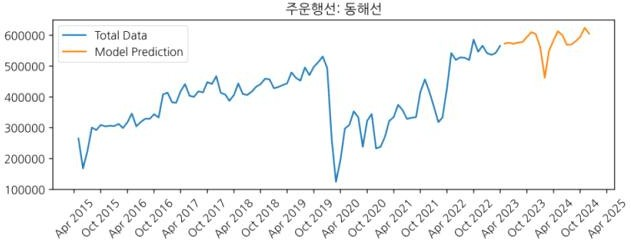 주운행선: 동해선
Total Data
Model Prediction
600000
500000
400000
300000
200000
100000
Apr 2015
Oct 2015
Apr 2016
Oct 2016
Apr 2017
Oct 2017
Apr 2018
Oct 2018
Apr 2019
Oct 2019
Apr 2020
Oct 2020
Apr 2021
Oct 2021
Apr 2022
Oct 2022
Apr 2023
Oct 2023
Apr 2024
Oct 2024
Apr 2025